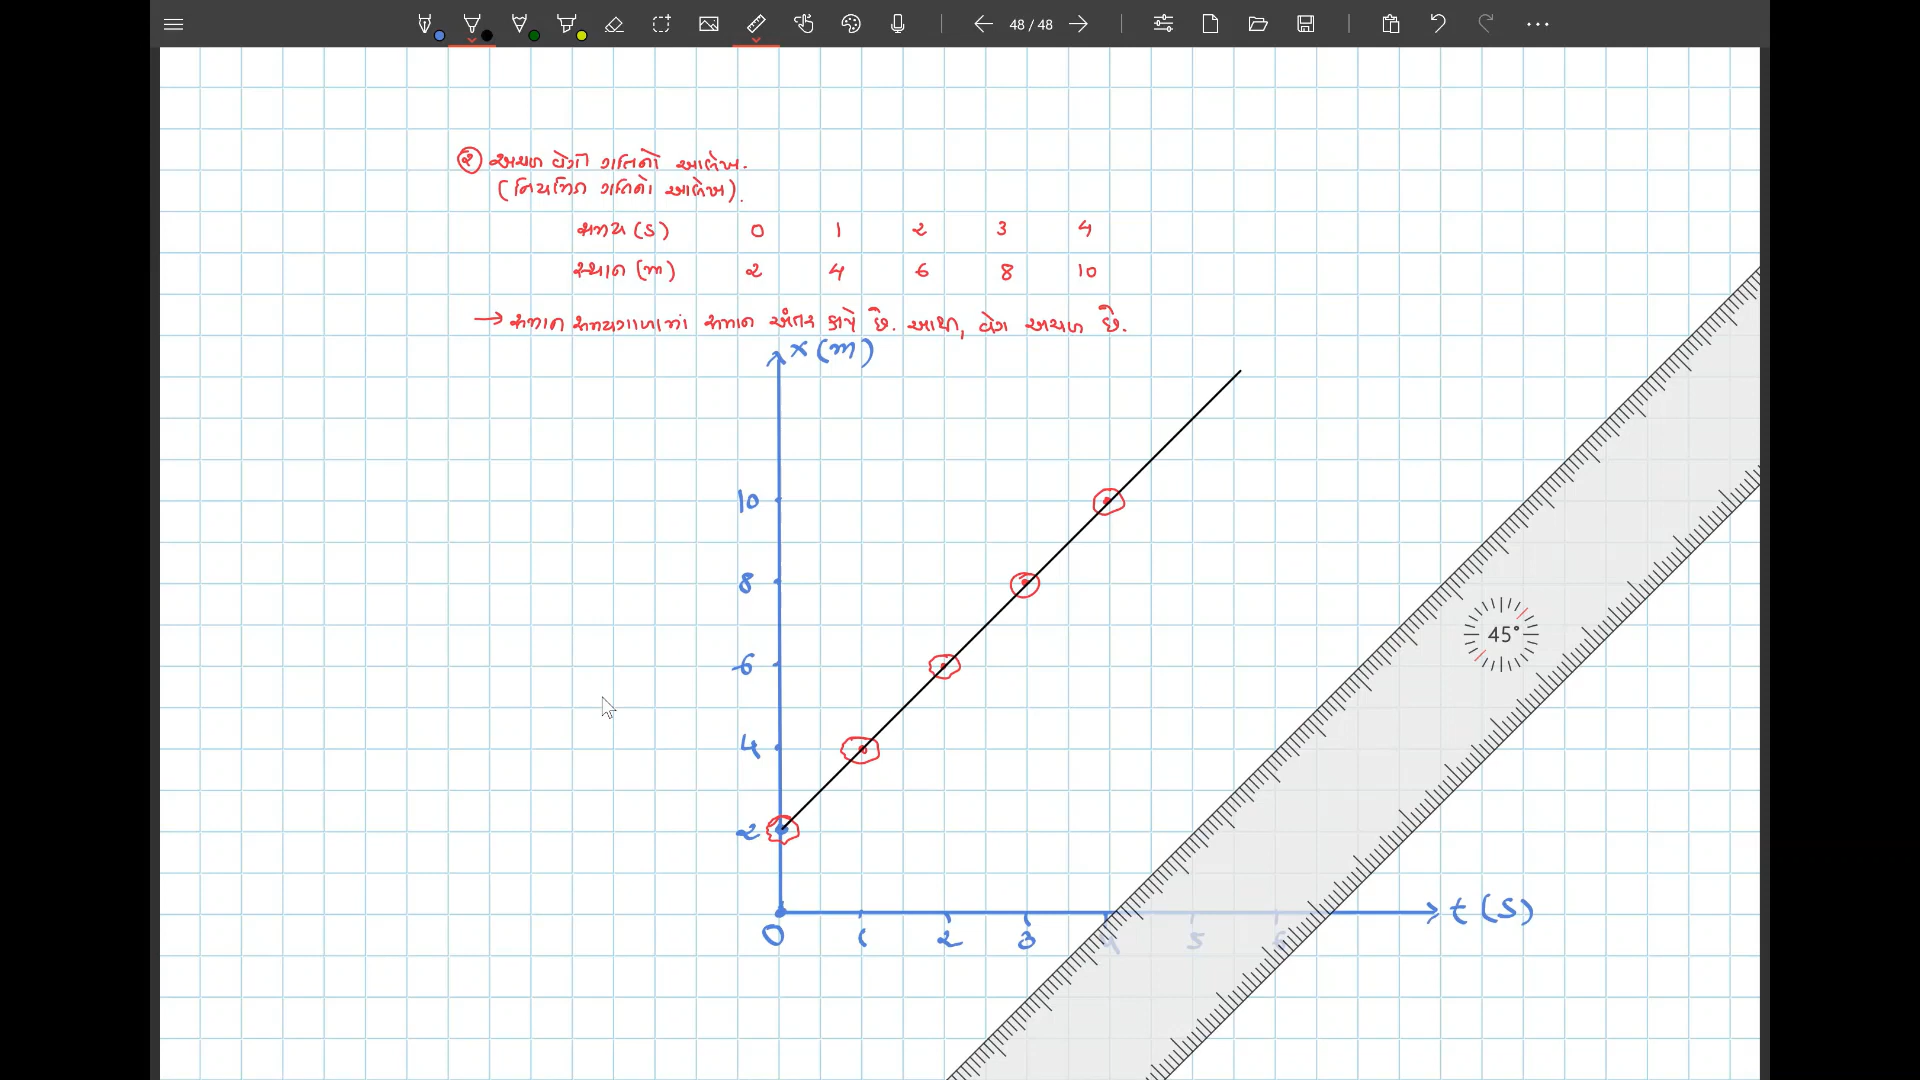 48 / 48
② અચળ વેગી ગતિનો આલેખ.
(નિયમિત ગતિનો આલેખ).
સમય (s) 0 1 2 3 4
સ્થાન (m) 2 4 6 8 10
→ સમાન સમયગાળામાં સમાન અંતર કાપે છે. આથી, વેગ અચળ છે.
x (m)
10
8
6
4
2
45°
0 1 2 3 4 5 6 t (s)